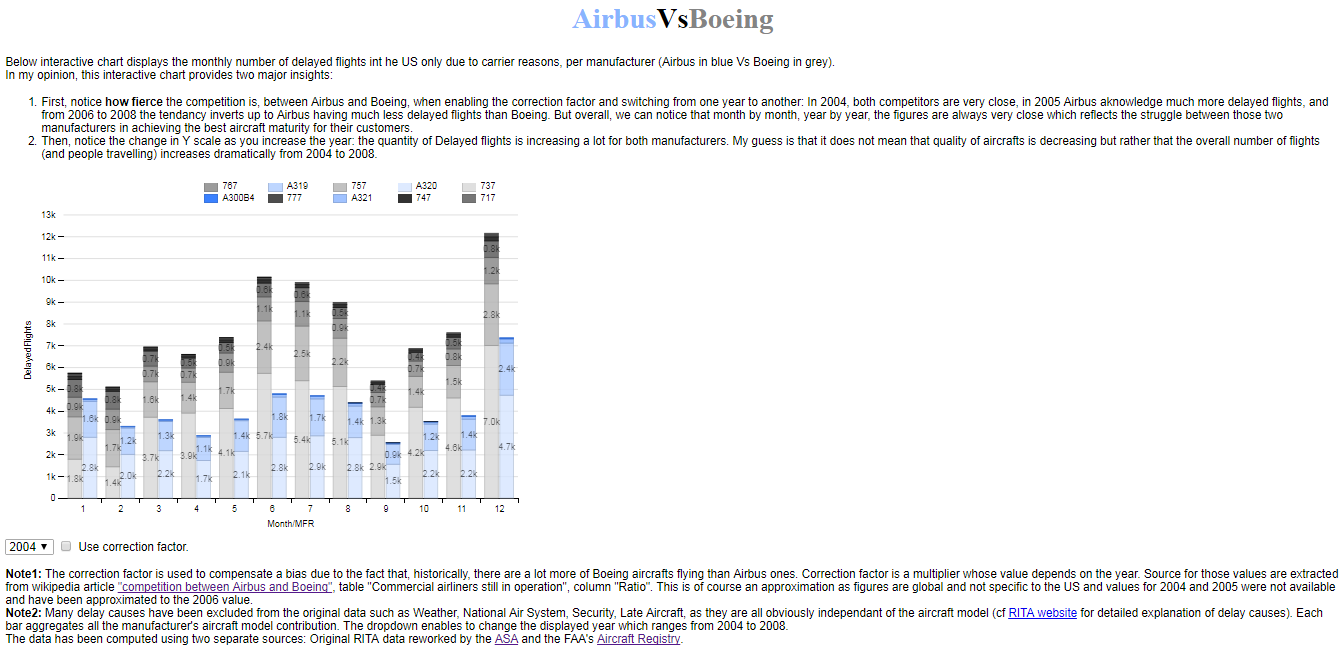 AirbusVsBoeing
Below interactive chart displays the monthly number of delayed flights int he US only due to carrier reasons, per manufacturer (Airbus in blue Vs Boeing in grey).
In my opinion, this interactive chart provides two major insights:
1. First, notice how fierce the competition is, between Airbus and Boeing, when enabling the correction factor and switching from one year to another: In 2004, both competitors are very close, in 2005 Airbus aknowledge much more delayed flights, and
from 2006 to 2008 the tendancy inverts up to Airbus having much less delayed flights than Boeing. But overall, we can notice that month by month, year by year, the figures are always very close which reflects the struggle between those two
manufacturers in achieving the best aircraft maturity for their customers.
2. Then, notice the change in Y scale as you increase the year: the quantity of Delayed flights is increasing a lot for both manufacturers. My guess is that it does not mean that quality of aircrafts is decreasing but rather that the overall number of flights
(and people travelling) increases dramatically from 2004 to 2008.
767 A319 757 A320 737
A300B4 777 A321 747 717
13k
12k
11k
10k
9k
8k
7k
6k
5k
4k
3k
2k
1k
0
DelayedFlights
0.8k 0.9k 1.9k 1.8k 1.6k 2.8k
0.8k 0.9k 1.7k 1.4k 1.2k 2.0k
0.7k 0.7k 1.6k 3.7k 1.3k 2.2k
0.5k 0.7k 1.4k 3.9k 1.1k 1.7k
0.5k 0.9k 1.7k 4.1k 1.4k 2.1k
0.6k 1.1k 2.4k 5.7k 1.8k 2.8k
0.6k 1.1k 2.5k 5.4k 1.7k 2.9k
0.5k 0.9k 2.2k 5.1k 1.4k 2.8k
0.4k 0.7k 1.3k 2.9k 0.9k 1.5k
0.4k 0.7k 1.4k 4.2k 1.2k 2.2k
0.5k 0.8k 1.5k 4.6k 1.4k 2.2k
0.8k 1.2k 2.8k 7.0k 2.4k 4.7k
1 2 3 4 5 6 7 8 9 10 11 12
Month/MFR
2004 Use correction factor.
Note1: The correction factor is used to compensate a bias due to the fact that, historically, there are a lot more of Boeing aircrafts flying than Airbus ones. Correction factor is a multiplier whose value depends on the year. Source for those values are extracted
from wikipedia article "competition between Airbus and Boeing", table "Commercial airliners still in operation", column "Ratio". This is of course an approximation as figures are global and not specific to the US and values for 2004 and 2005 were not available
and have been approximated to the 2006 value.
Note2: Many delay causes have been excluded from the original data such as Weather, National Air System, Security, Late Aircraft, as they are all obviously independant of the aircraft model (cf RITA website for detailed explanation of delay causes). Each
bar aggregates all the manufacturer's aircraft model contribution. The dropdown enables to change the displayed year which ranges from 2004 to 2008.
The data has been computed using two separate sources: Original RITA data reworked by the ASA and the FAA's Aircraft Registry.